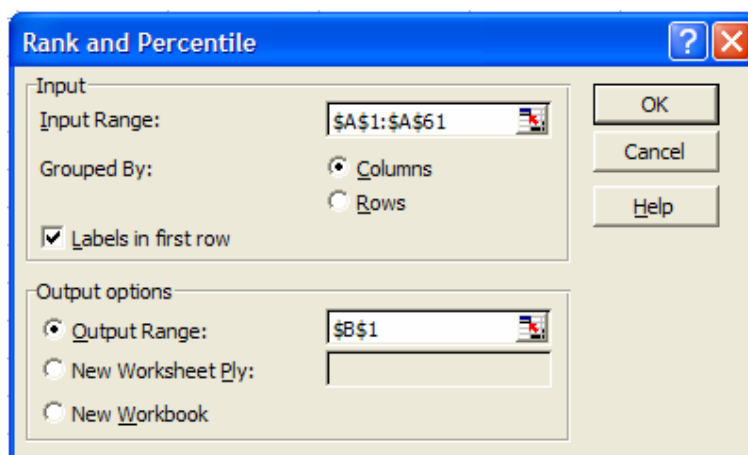 Rank and Percentile
Input
Input Range: $A$1:$A$61
Grouped By: Columns
Rows
Labels in first row
OK
Cancel
Help
Output options
Output Range: $B$1
New Worksheet Ply:
New Workbook